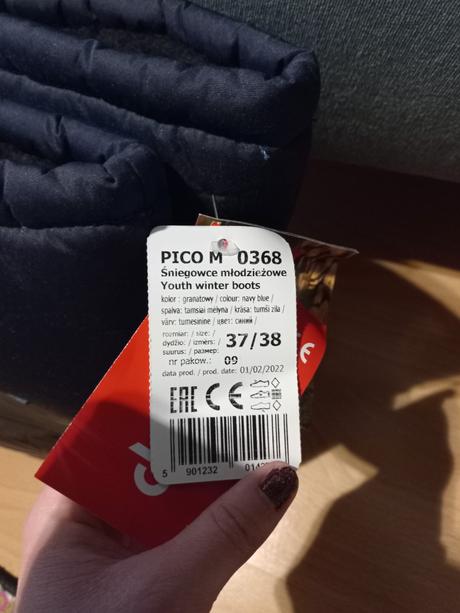 PICO M 0368
Śniegowce młodzieżowe
Youth winter boots
kolor : granatowy / colour: navy blue /
spalva: tamsiai mėlyna / krāsa: tumši zila /
värv: tumesinine / цвет: синий /
rozmiar: / size: /
dydžio: / izmērs: / 37/38
suurus: / размер:
nr pakow.: 09
data prod. / prod. date: 01/02/2022
EAC CE
5 901232